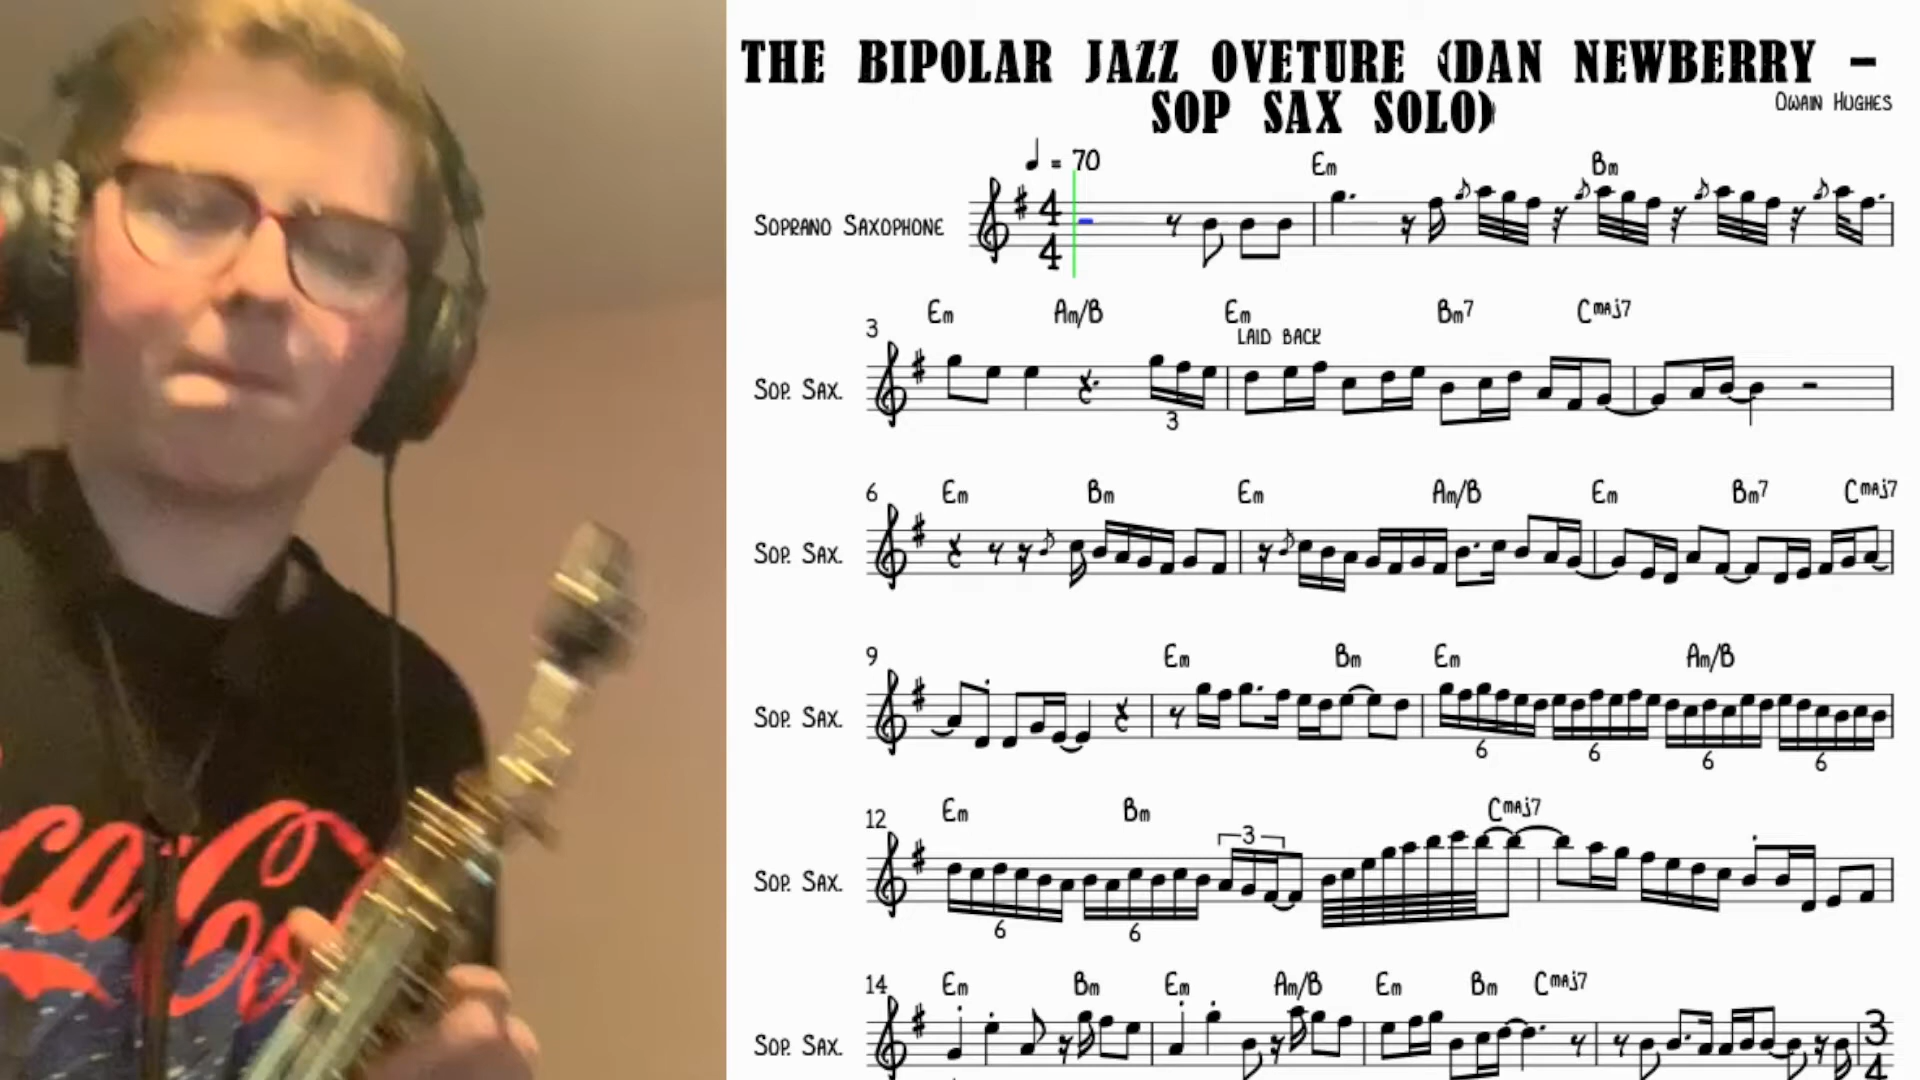 THE BIPOLAR JAZZ OVETURE (DAN NEWBERRY -
SOP SAX SOLO)
OWAIN HUGHES
= 70
Em Bm
SOPRANO SAXOPHONE
4
4
Em Am/B Em Bm7 Cmaj7
3 LAID BACK
SOP. SAX.
3
Em Bm Em Am/B Em Bm7 Cmaj7
6
SOP. SAX.
Em Bm Em Am/B
9
SOP. SAX.
6 6 6 6
Em Bm Cmaj7
12 3
SOP. SAX.
6 6
Em Bm Em Am/B Em Bm Cmaj7
14
SOP. SAX.
3
4